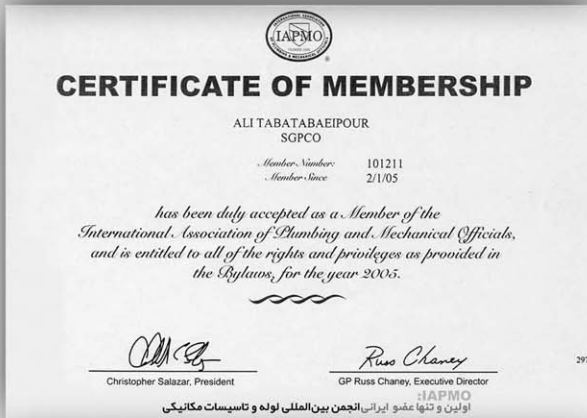 IAPMO
CERTIFICATE OF MEMBERSHIP
ALI TABATABAEIPOUR
SGPCO
Member Number: 101211
Member Since 2/1/05
has been duly accepted as a Member of the
International Association of Plumbing and Mechanical Officials,
and is entitled to all of the rights and privileges as provided in
the Bylaws, for the year 2005.
Christopher Salazar, President
Russ Chaney
GP Russ Chaney, Executive Director
297
IAPMO:
اولین و تنها عضو ایرانی انجمن بین‌المللی لوله و تاسیسات مکانیکی